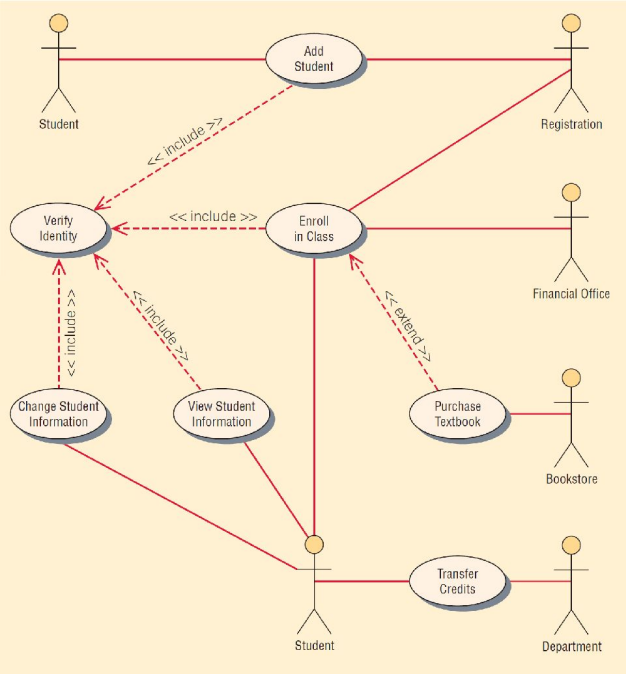 Add
Student
Student
Registration
<< include >>
Verify
Identity
<< include >>
Enroll
in Class
Financial Office
<< include >>
<< include >>
<< extend >>
Change Student
Information
View Student
Information
Purchase
Textbook
Bookstore
Transfer
Credits
Student
Department